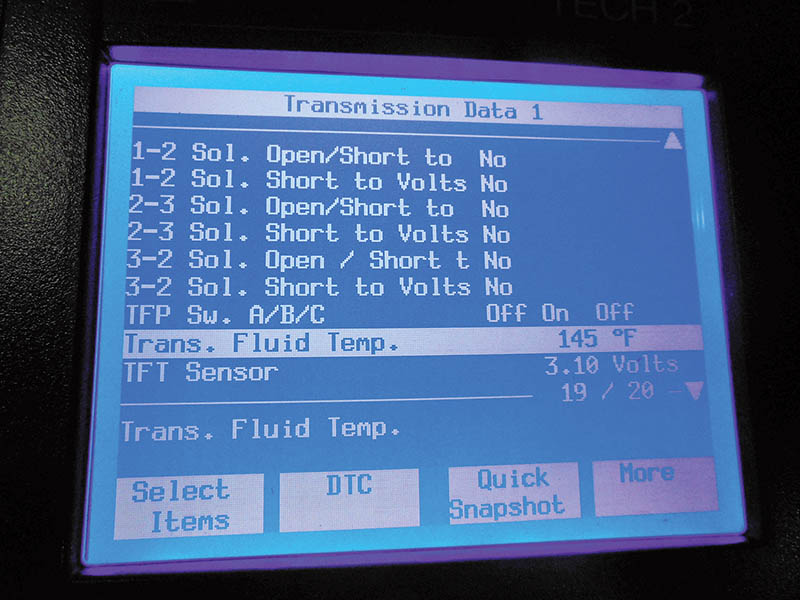 TECH 2
Transmission Data 1
1-2 Sol. Open/Short to No
1-2 Sol. Short to Volts No
2-3 Sol. Open/Short to No
2-3 Sol. Short to Volts No
3-2 Sol. Open / Short t No
3-2 Sol. Short to Volts No
TFP Sw. A/B/C Off On Off
Trans. Fluid Temp. 145 °F
TFT Sensor 3.10 Volts
19 / 20
Trans. Fluid Temp.
Select Items
DTC
Quick Snapshot
More